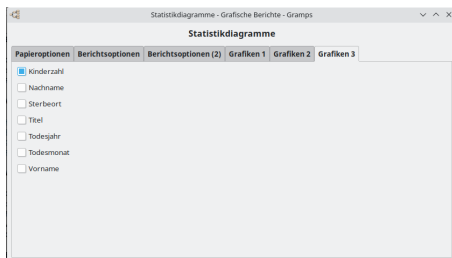 Statistikdiagramme - Grafische Berichte - Gramps
Statistikdiagramme
Papieroptionen Berichtsoptionen Berichtsoptionen (2) Grafiken 1 Grafiken 2 Grafiken 3
Kinderzahl
Nachname
Sterbeort
Titel
Todesjahr
Todesmonat
Vorname